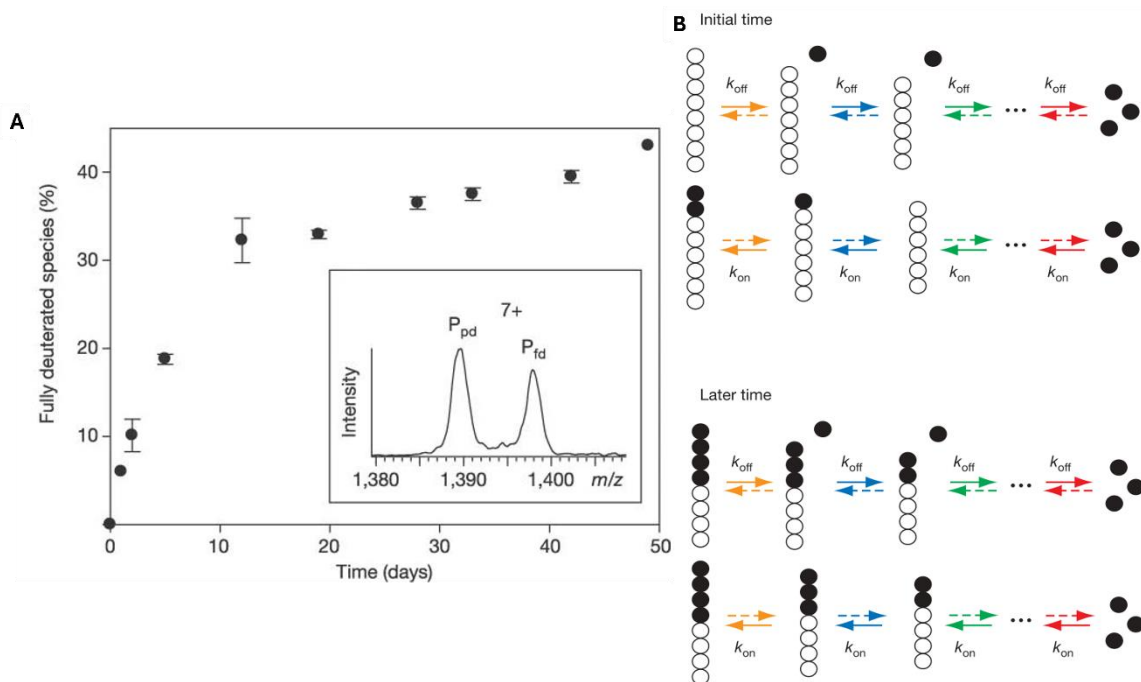 A
Fully deuterated species (%)
40
30
20
10
0
10
20
30
40
50
Time (days)
Intensity
P_pd
7+
P_fd
1,380
1,390
1,400
m/z
B
Initial time
k_off
k_off
k_off
k_off
...
k_on
k_on
k_on
k_on
...
Later time
k_off
k_off
k_off
k_off
...
k_on
k_on
k_on
k_on
...